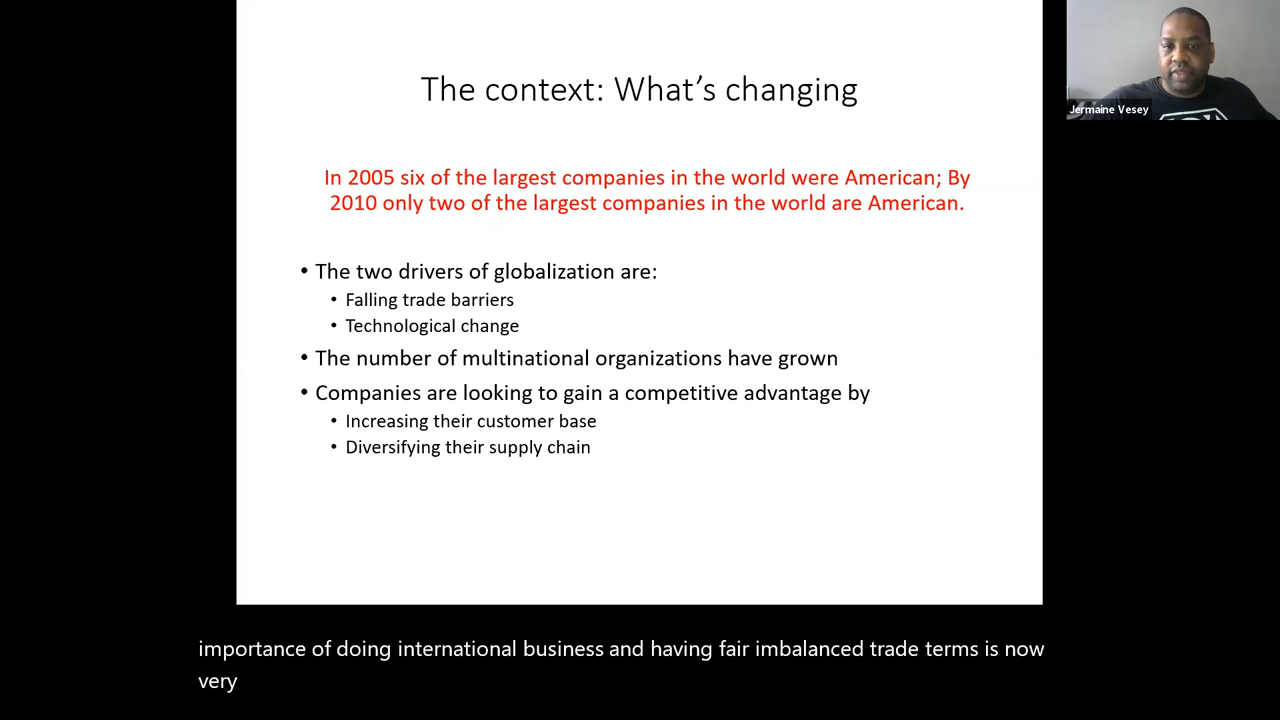 The context: What's changing
In 2005 six of the largest companies in the world were American; By
2010 only two of the largest companies in the world are American.
• The two drivers of globalization are:
• Falling trade barriers
• Technological change
• The number of multinational organizations have grown
• Companies are looking to gain a competitive advantage by
• Increasing their customer base
• Diversifying their supply chain
Jermaine Vesey
importance of doing international business and having fair imbalanced trade terms is now
very